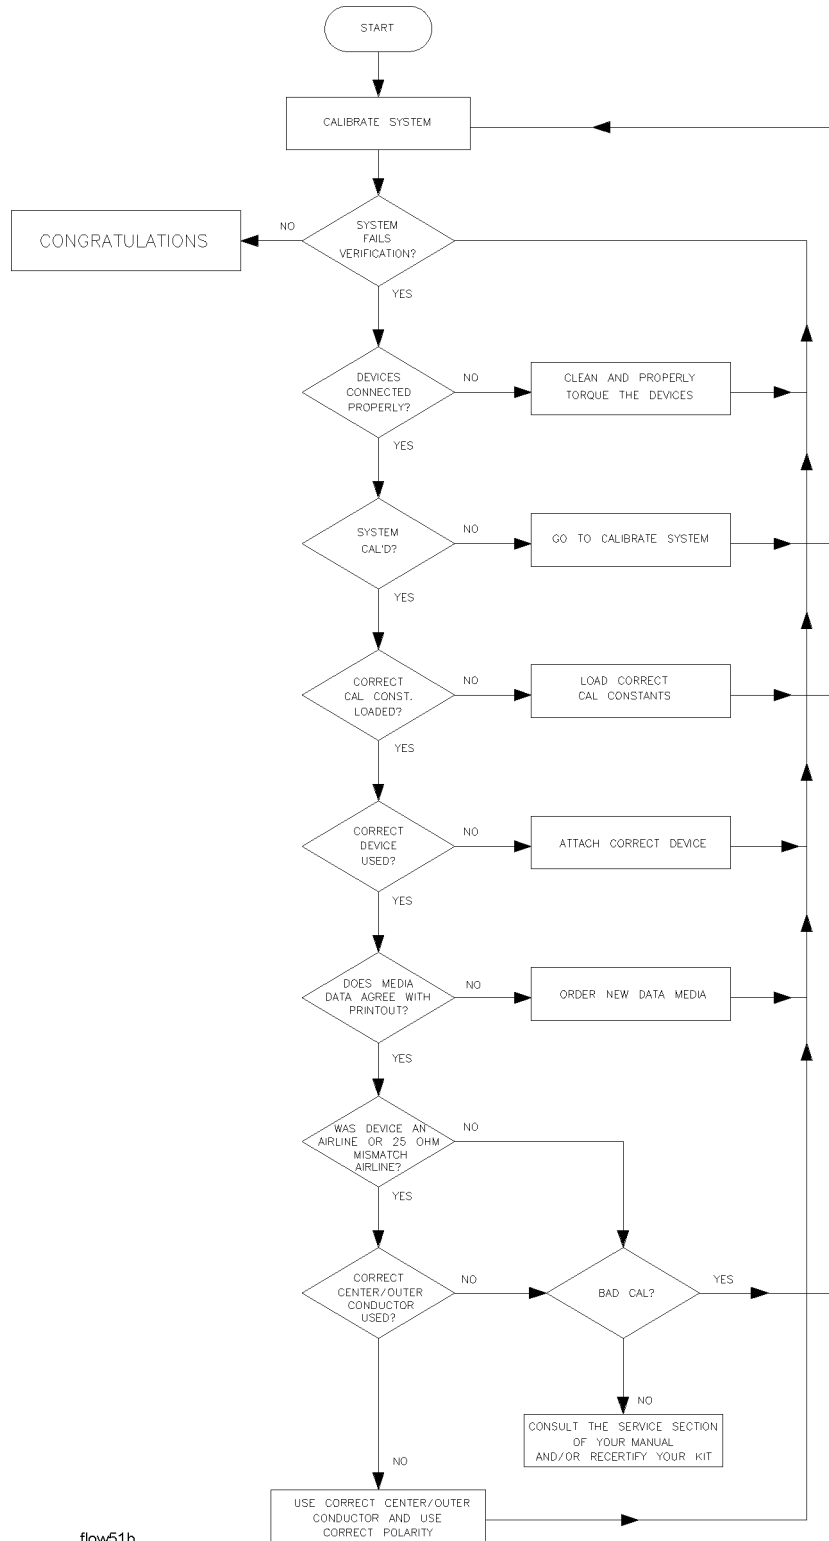 START
CALIBRATE SYSTEM
CONGRATULATIONS
NO
SYSTEM
FAILS
VERIFICATION?
YES
DEVICES
CONNECTED
PROPERLY?
NO
CLEAN AND PROPERLY
TORQUE THE DEVICES
YES
SYSTEM
CAL'D?
NO
GO TO CALIBRATE SYSTEM
YES
CORRECT
CAL CONST.
LOADED?
NO
LOAD CORRECT
CAL CONSTANTS
YES
CORRECT
DEVICE
USED?
NO
ATTACH CORRECT DEVICE
YES
DOES MEDIA
DATA AGREE WITH
PRINTOUT?
NO
ORDER NEW DATA MEDIA
YES
WAS DEVICE AN
AIRLINE OR 25 OHM
MISMATCH
AIRLINE?
NO
YES
CORRECT
CENTER/OUTER
CONDUCTOR
USED?
NO
BAD CAL?
YES
NO
CONSULT THE SERVICE SECTION
OF YOUR MANUAL
AND/OR RECERTIFY YOUR KIT
NO
USE CORRECT CENTER/OUTER
CONDUCTOR AND USE
CORRECT POLARITY
flow51b